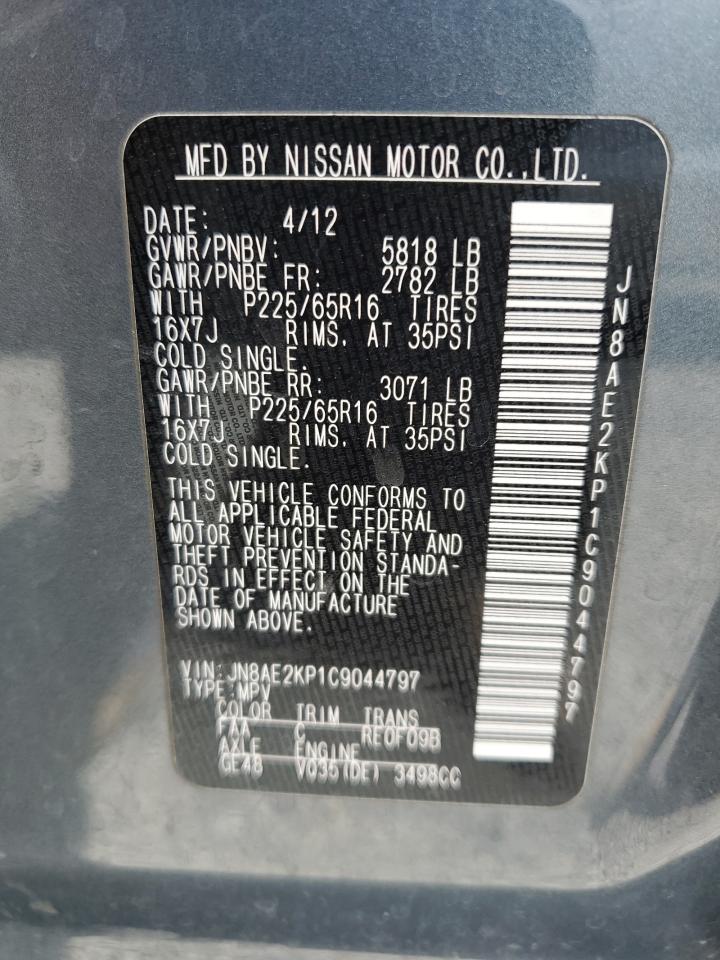 MFD BY NISSAN MOTOR CO.,LTD.
DATE: 4/12
GVWR/PNBV: 5818 LB
GAWR/PNBE FR: 2782 LB
WITH P225/65R16 TIRES
16X7J RIMS, AT 35PSI
COLD SINGLE.
GAWR/PNBE RR: 3071 LB
WITH P225/65R16 TIRES
16X7J RIMS, AT 35PSI
COLD SINGLE.
THIS VEHICLE CONFORMS TO
ALL APPLICABLE FEDERAL
MOTOR VEHICLE SAFETY AND
THEFT PREVENTION STANDA-
RDS IN EFFECT ON THE
DATE OF MANUFACTURE
SHOWN ABOVE.
VIN:JN8AE2KP1C9044797
TYPE:MPV
COLOR TRIM TRANS
FAA C RE0F09B
AXLE ENGINE
GE48 V035(DE) 3498CC
JN8AE2KP1C9044797